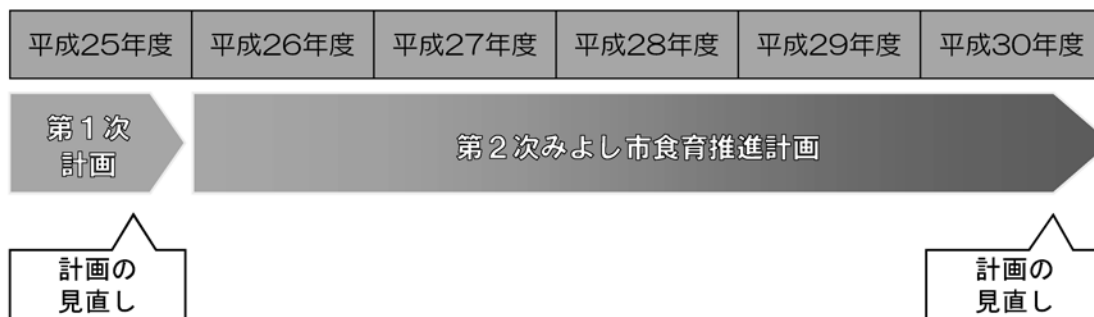 平成25年度 平成26年度 平成27年度 平成28年度 平成29年度 平成30年度
第１次
計画
第２次みよし市食育推進計画
計画の
見直し
計画の
見直し